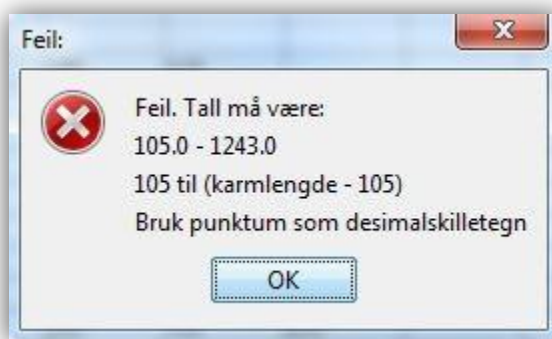 Feil:
Feil. Tall må være:
105.0 - 1243.0
105 til (karmlengde - 105)
Bruk punktum som desimalskilletegn
OK